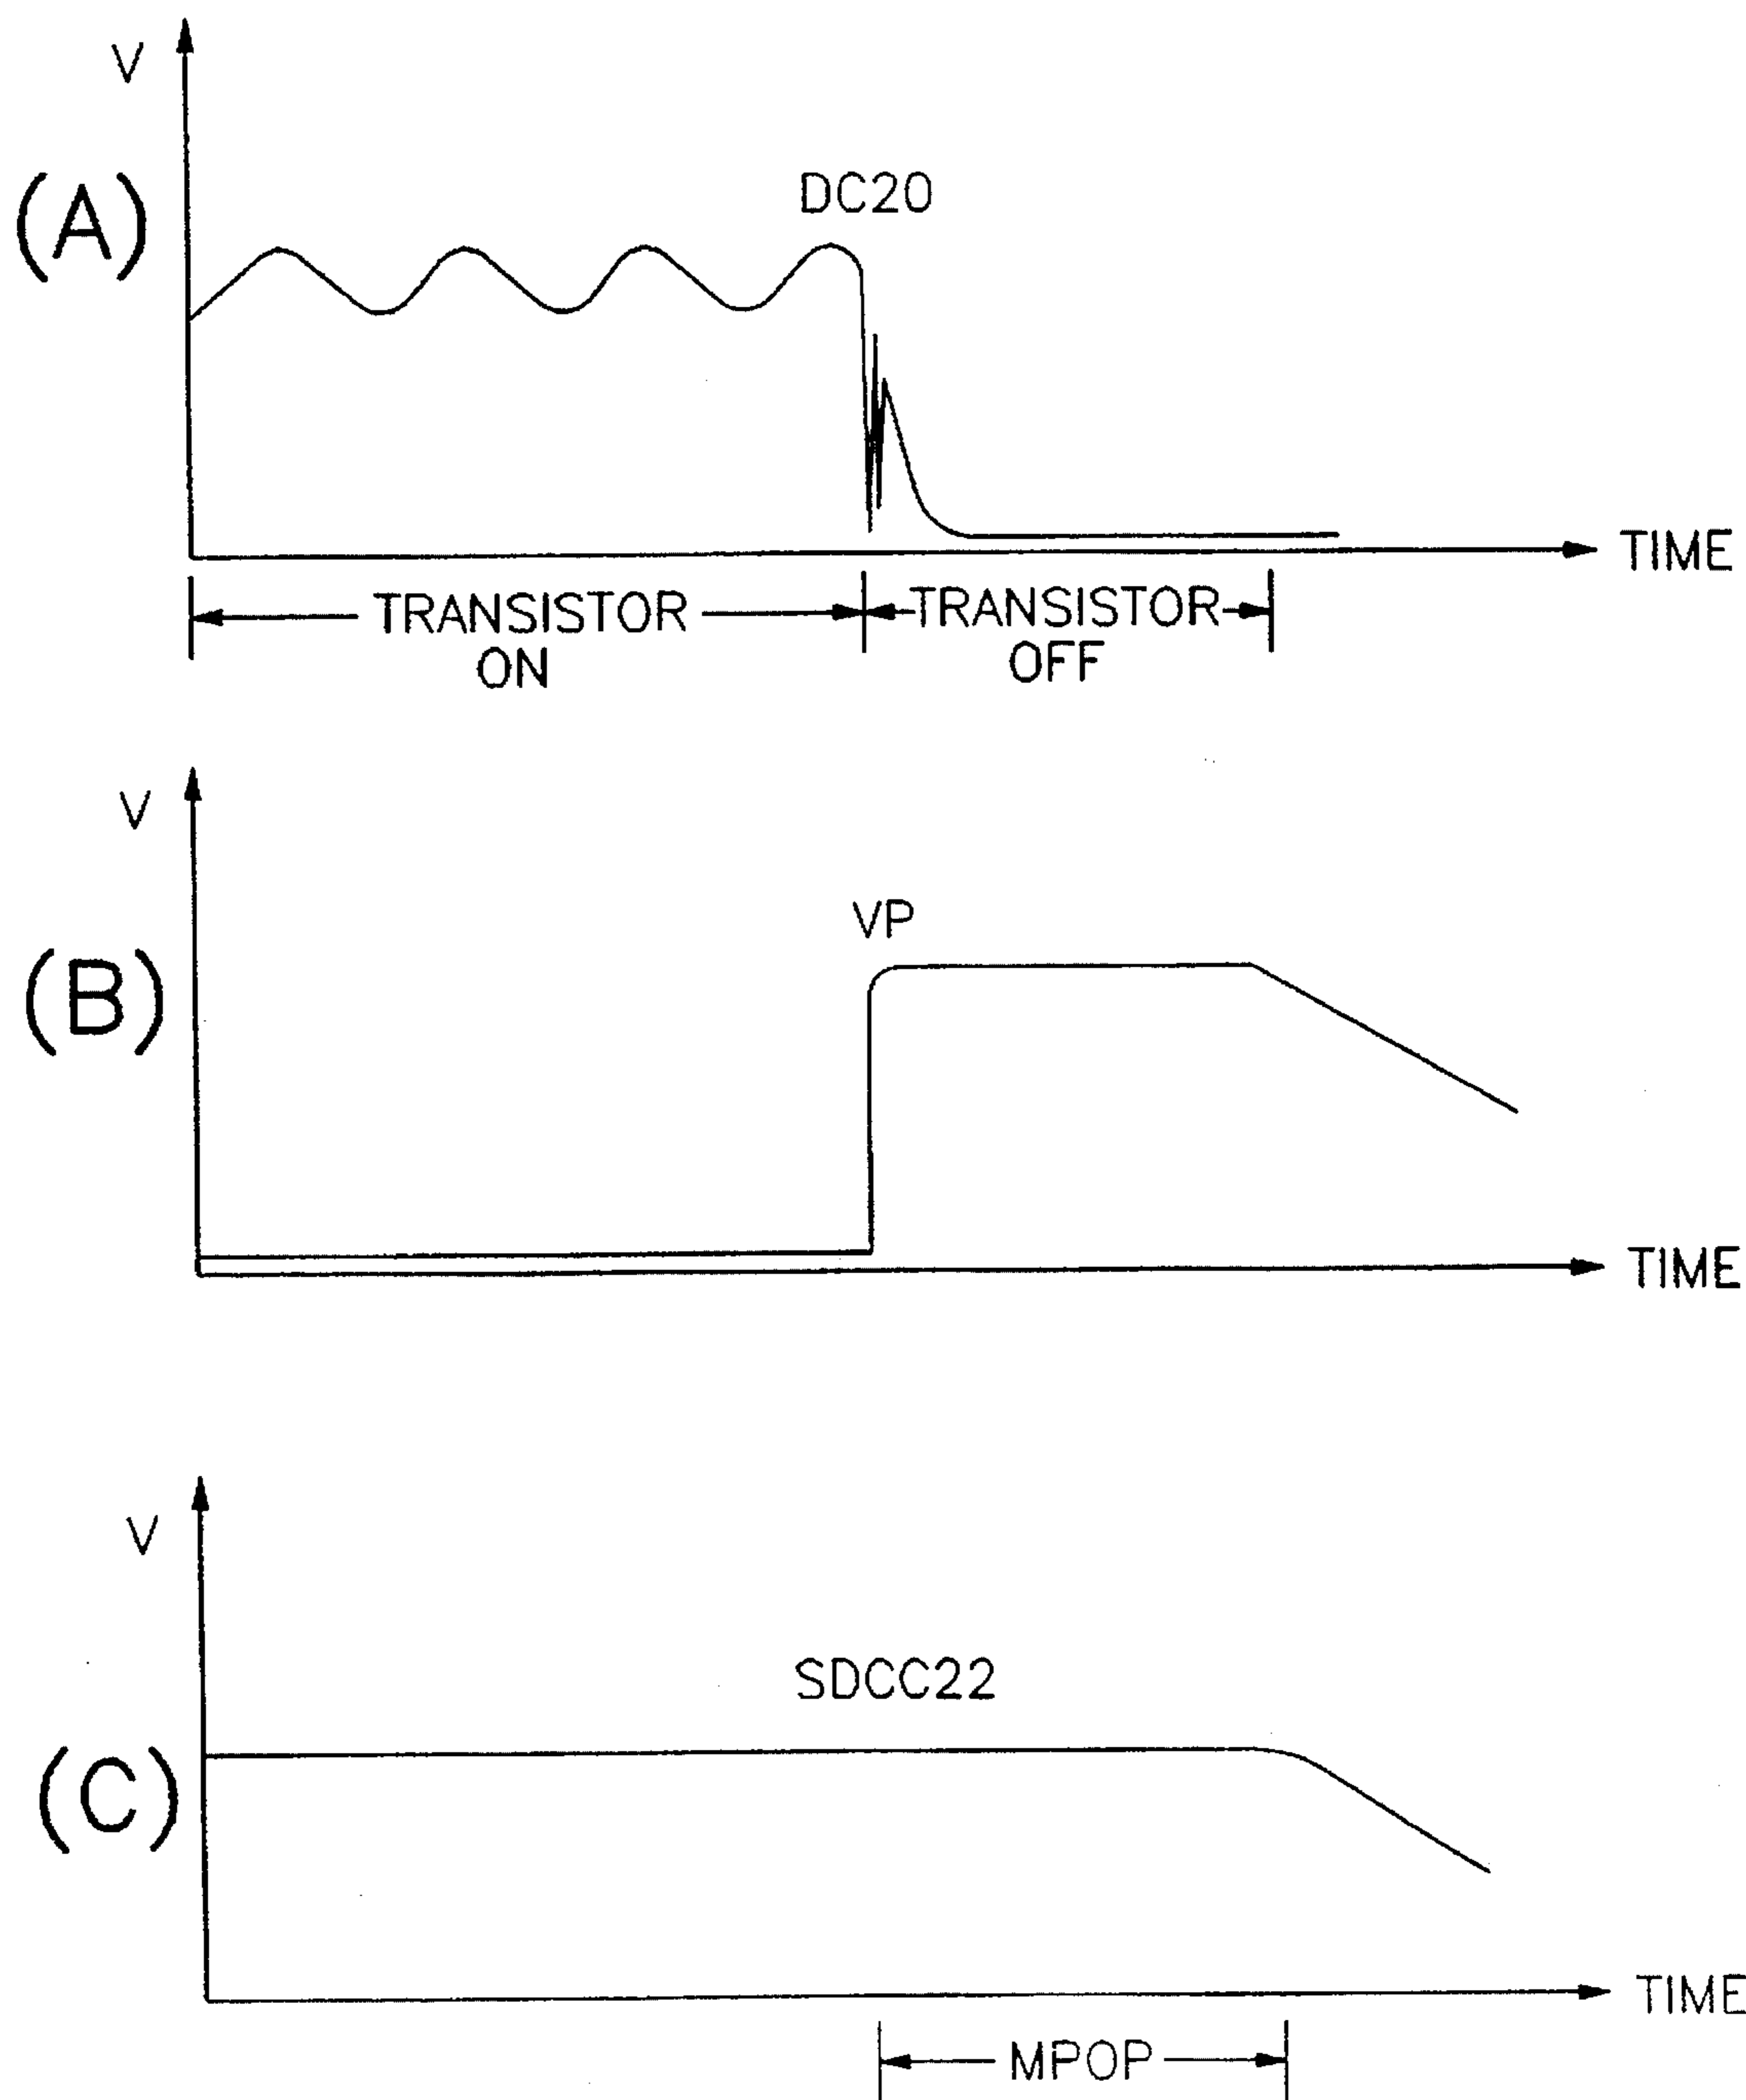 V
(A)
DC20
TIME
TRANSISTOR
ON
TRANSISTOR
OFF
V
(B)
VP
TIME
V
(C)
SDCC22
TIME
MPOP